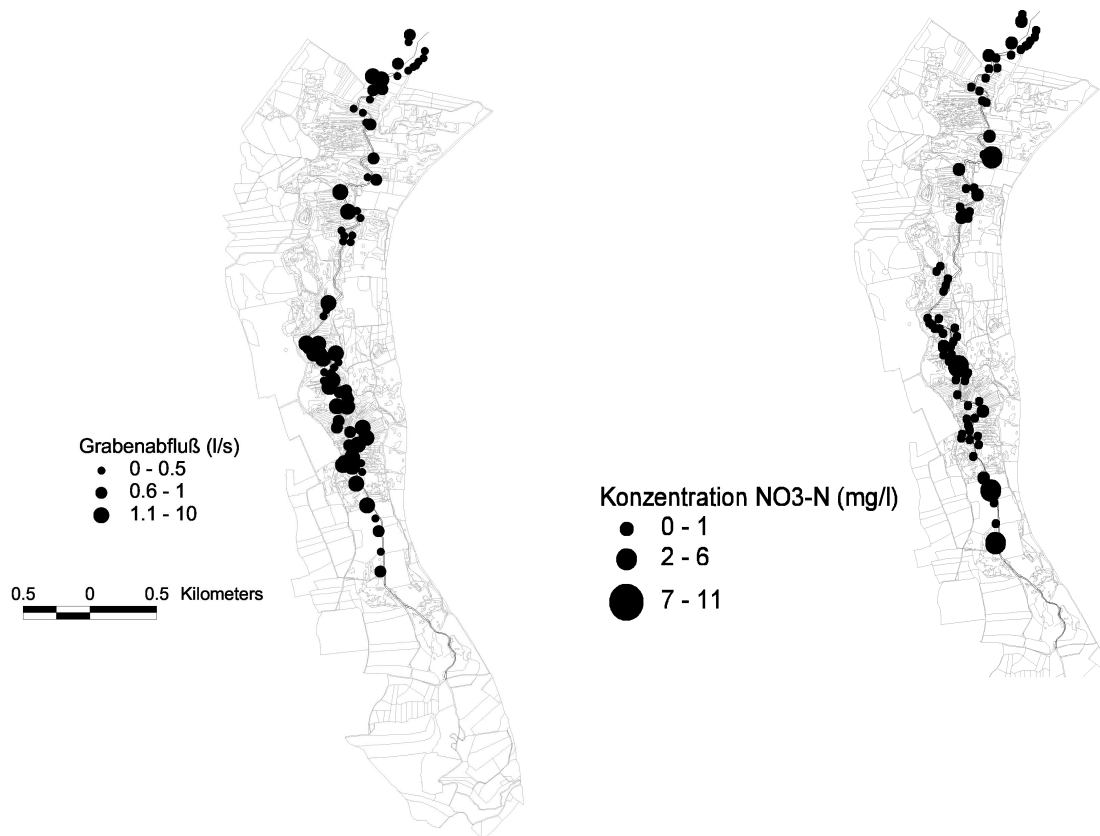 Grabenabfluß (l/s)
0 - 0.5
0.6 - 1
1.1 - 10
0.5 0 0.5 Kilometers
Konzentration NO3-N (mg/l)
0 - 1
2 - 6
7 - 11